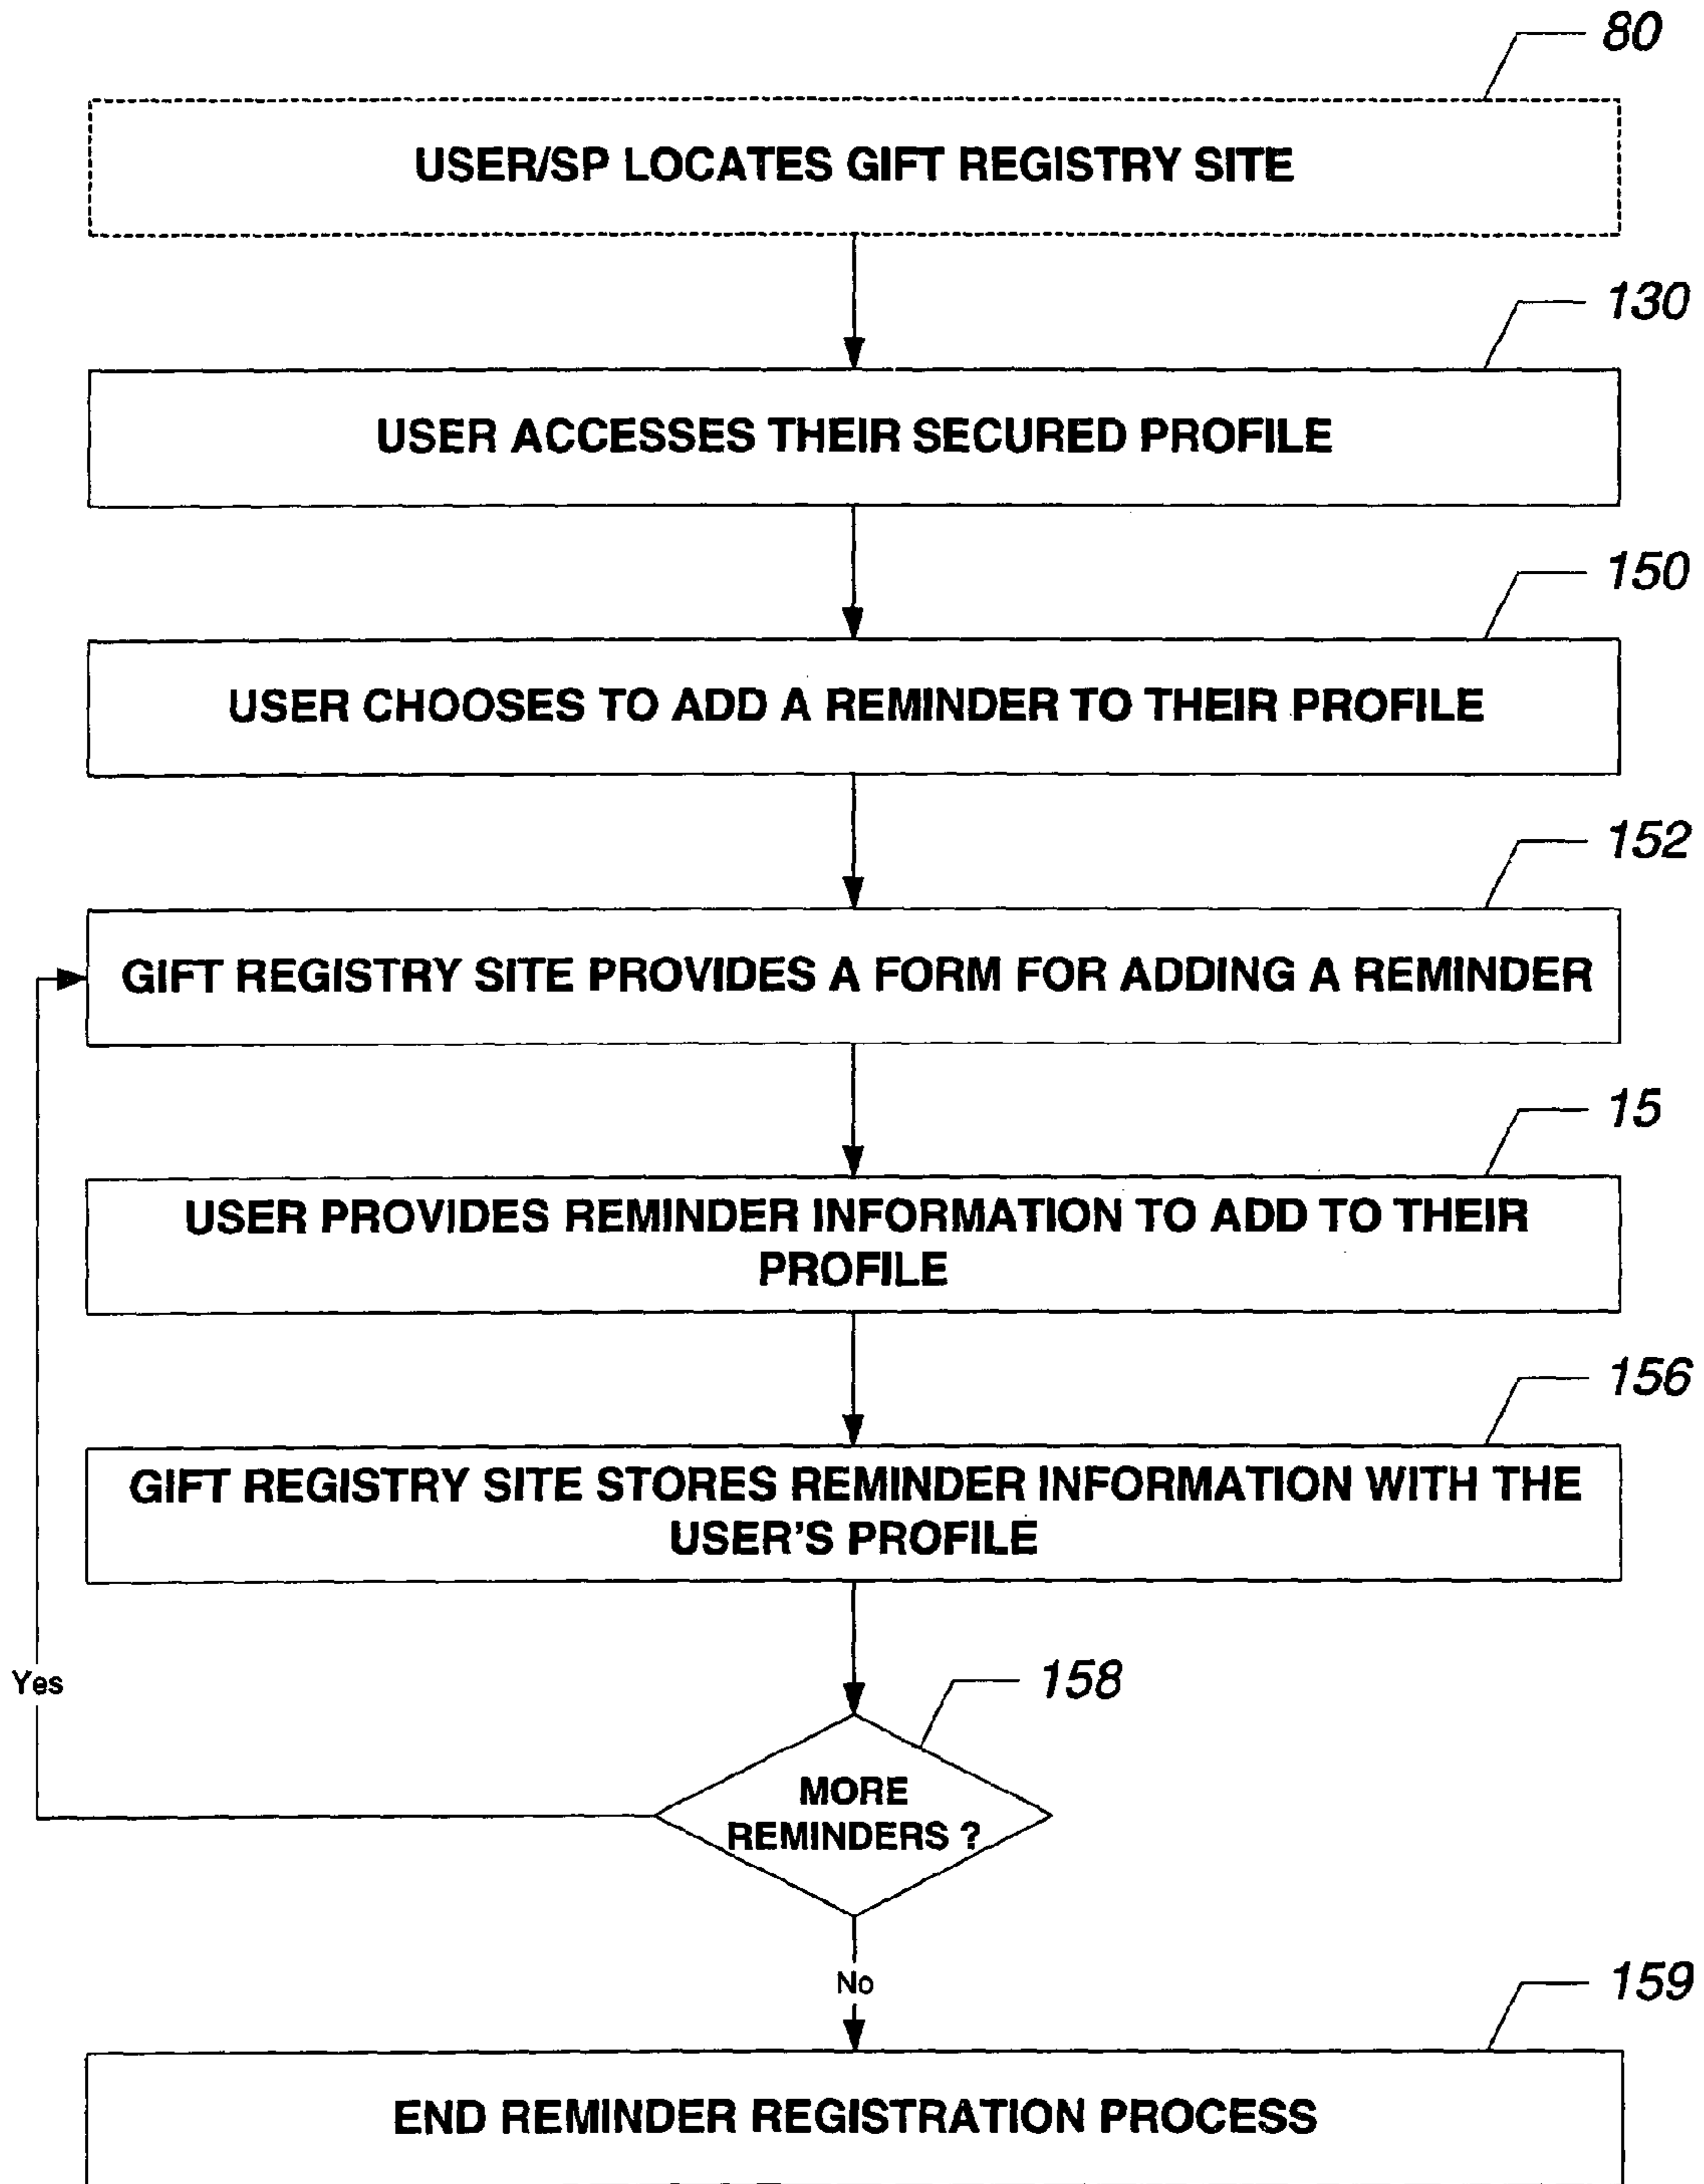 80
USER/SP LOCATES GIFT REGISTRY SITE
130
USER ACCESSES THEIR SECURED PROFILE
150
USER CHOOSES TO ADD A REMINDER TO THEIR PROFILE
152
GIFT REGISTRY SITE PROVIDES A FORM FOR ADDING A REMINDER
15
USER PROVIDES REMINDER INFORMATION TO ADD TO THEIR
PROFILE
156
GIFT REGISTRY SITE STORES REMINDER INFORMATION WITH THE
USER'S PROFILE
Yes
158
MORE
REMINDERS ?
No
159
END REMINDER REGISTRATION PROCESS